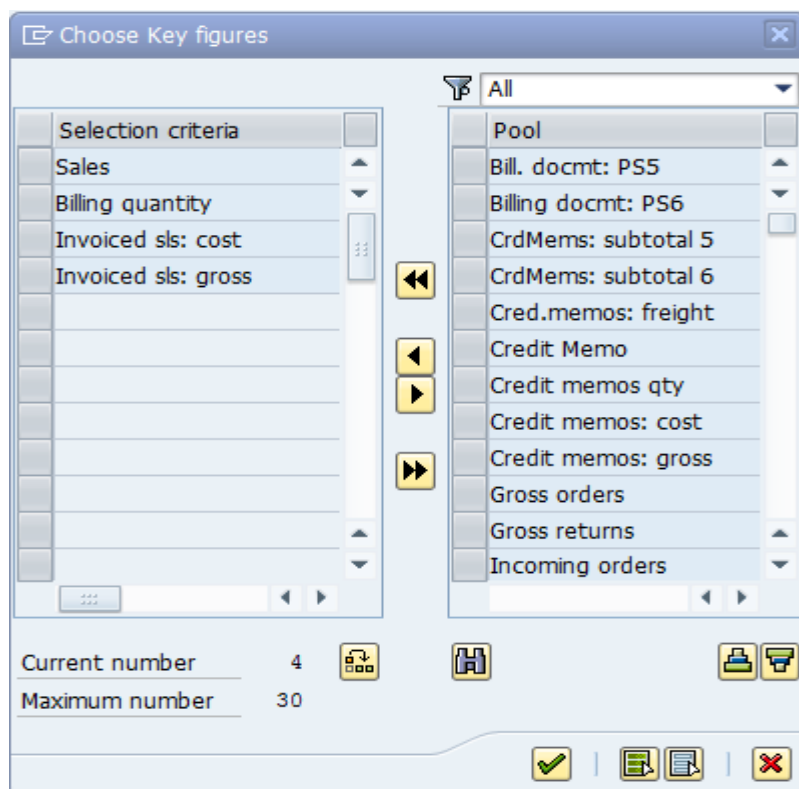 Choose Key figures
All
Selection criteria
Sales
Billing quantity
Invoiced sls: cost
Invoiced sls: gross
Pool
Bill. docmt: PS5
Billing docmt: PS6
CrdMems: subtotal 5
CrdMems: subtotal 6
Cred.memos: freight
Credit Memo
Credit memos qty
Credit memos: cost
Credit memos: gross
Gross orders
Gross returns
Incoming orders
Current number 4
Maximum number 30